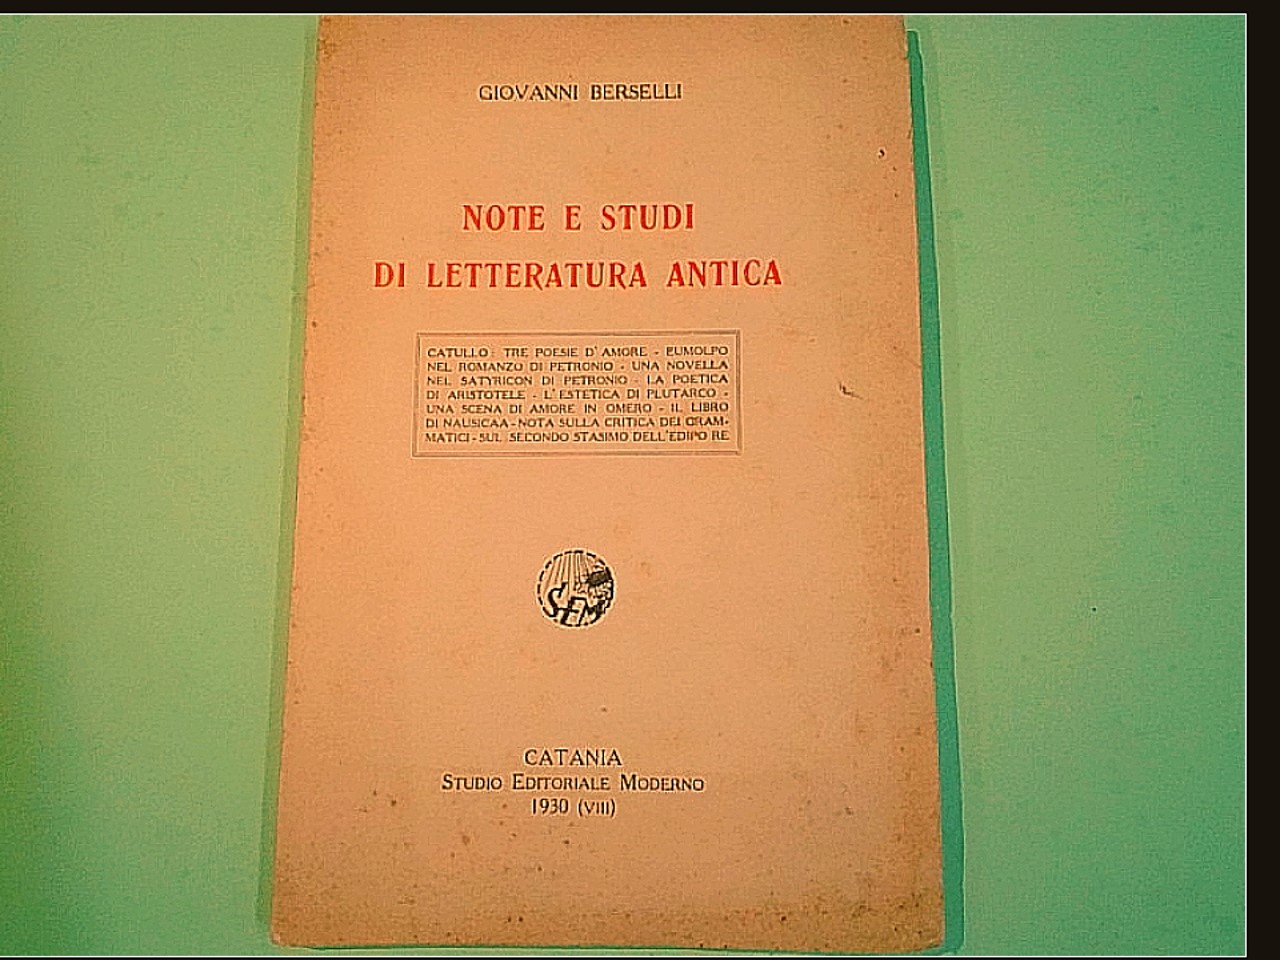 GIOVANNI BERSELLI
NOTE E STUDI
DI LETTERATURA ANTICA
CATULLO: TRE POESIE D'AMORE - EUMOLPO
NEL ROMANZO DI PETRONIO - UNA NOVELLA
NEL SATYRICON DI PETRONIO - LA POETICA
DI ARISTOTELE - L'ESTETICA DI PLUTARCO -
UNA SCENA DI AMORE IN OMERO - IL LIBRO
DI NAUSICAA - NOTA SULLA CRITICA DEI GRAM-
MATICI - SUL SECONDO STASIMO DELL'EDIPO RE
SEM
CATANIA
STUDIO EDITORIALE MODERNO
1930 (VIII)